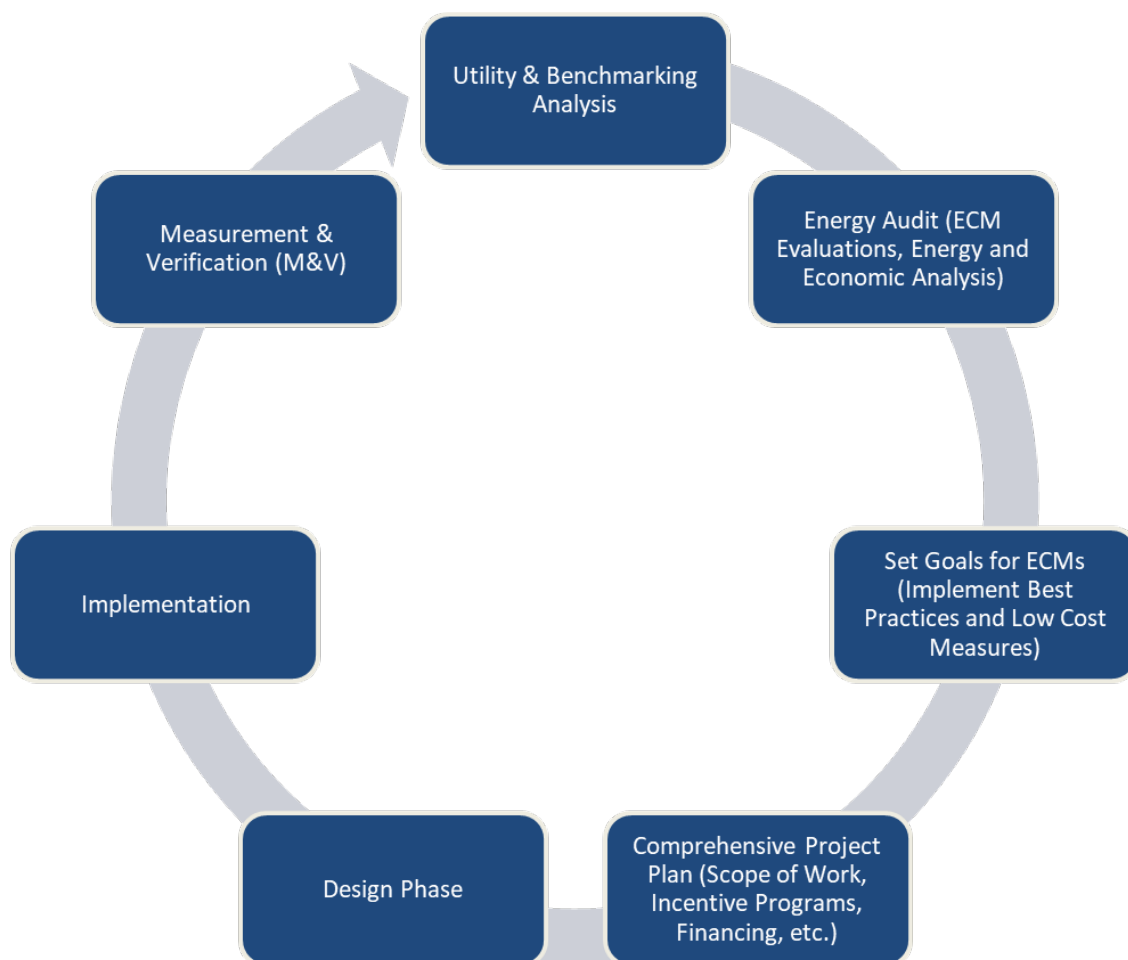 Utility & Benchmarking
Analysis
Energy Audit (ECM
Evaluations, Energy and
Economic Analysis)
Set Goals for ECMs
(Implement Best
Practices and Low Cost
Measures)
Comprehensive Project
Plan (Scope of Work,
Incentive Programs,
Financing, etc.)
Design Phase
Implementation
Measurement &
Verification (M&V)